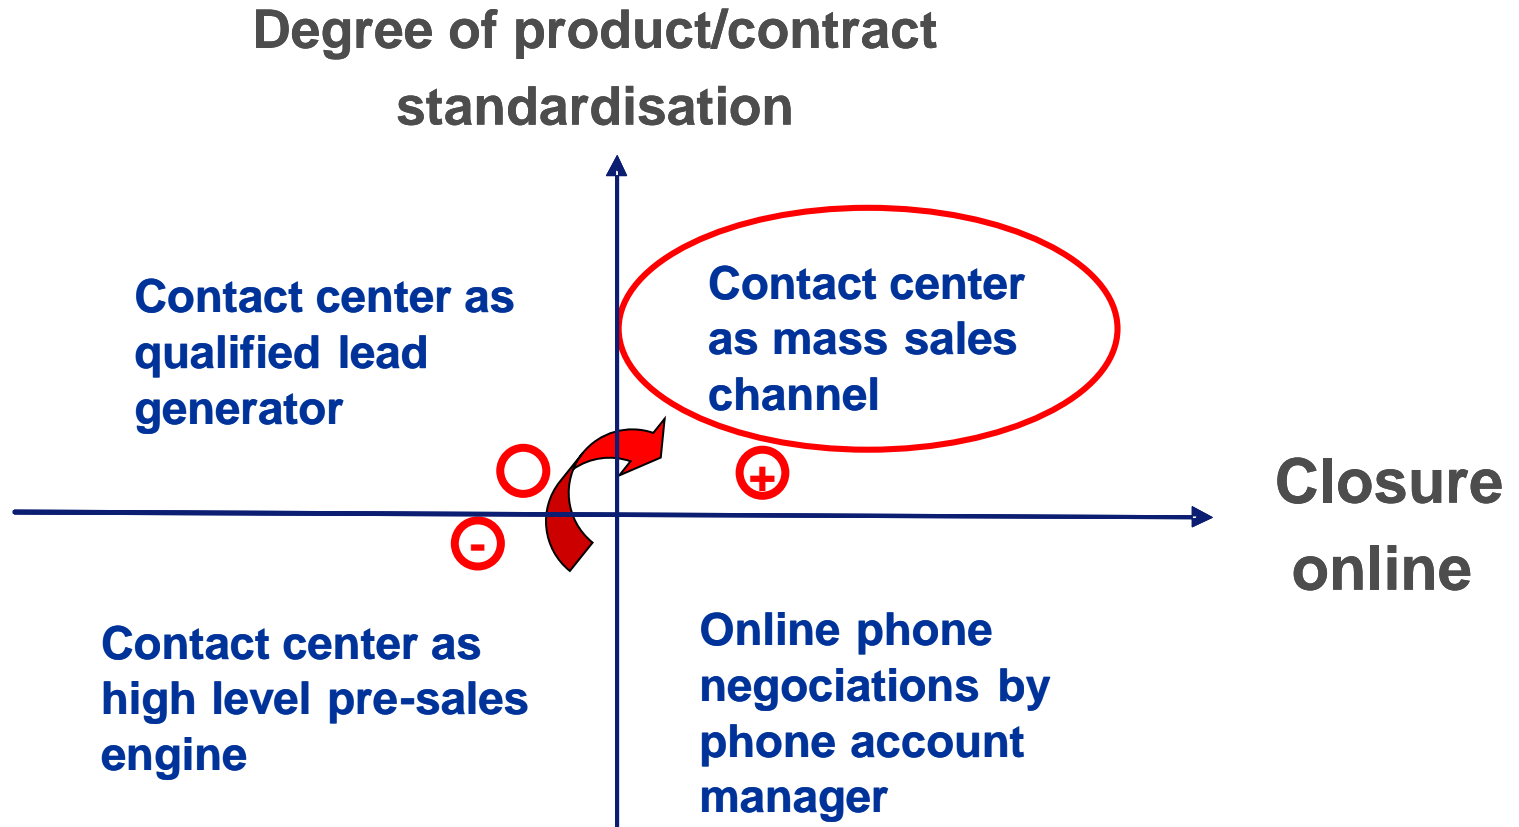 Degree of product/contract
standardisation
Contact center as
qualified lead
generator
Contact center
as mass sales
channel
+
-
Closure
online
Contact center as
high level pre-sales
engine
Online phone
negociations by
phone account
manager